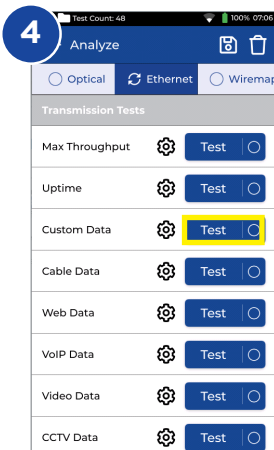 4
Test Count: 48
100% 07:06
Analyze
Optical
Ethernet
Wiremap
Transmission Tests
Max Throughput Test
Uptime Test
Custom Data Test
Cable Data Test
Web Data Test
VoIP Data Test
Video Data Test
CCTV Data Test